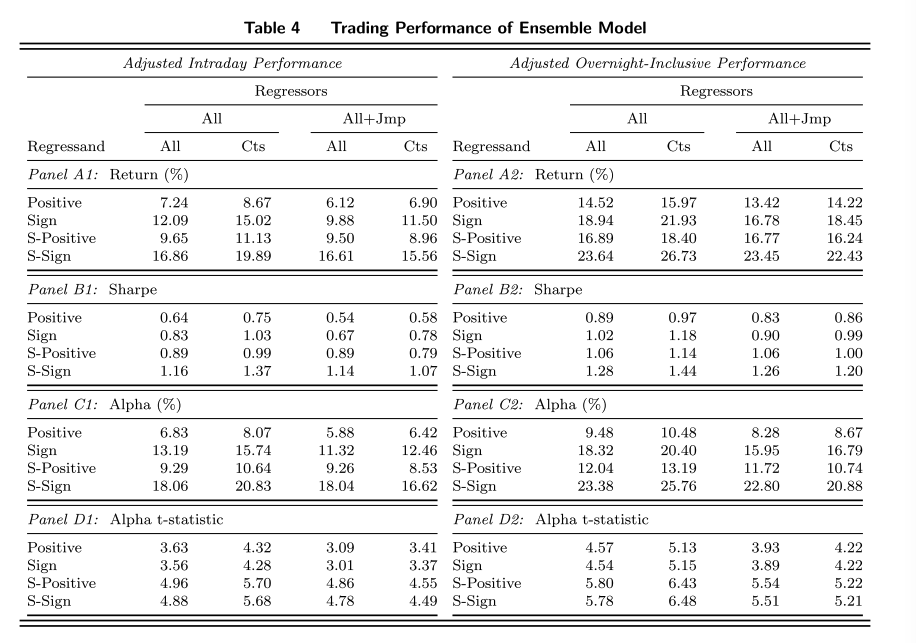 Table 4 Trading Performance of Ensemble Model
Adjusted Intraday Performance Adjusted Overnight-Inclusive Performance
Regressors Regressors
All All+Jmp All All+Jmp
Regressand All Cts All Cts Regressand All Cts All Cts
Panel A1: Return (%) Panel A2: Return (%)
Positive 7.24 8.67 6.12 6.90 Positive 14.52 15.97 13.42 14.22
Sign 12.09 15.02 9.88 11.50 Sign 18.94 21.93 16.78 18.45
S-Positive 9.65 11.13 9.50 8.96 S-Positive 16.89 18.40 16.77 16.24
S-Sign 16.86 19.89 16.61 15.56 S-Sign 23.64 26.73 23.45 22.43
Panel B1: Sharpe Panel B2: Sharpe
Positive 0.64 0.75 0.54 0.58 Positive 0.89 0.97 0.83 0.86
Sign 0.83 1.03 0.67 0.78 Sign 1.02 1.18 0.90 0.99
S-Positive 0.89 0.99 0.89 0.79 S-Positive 1.06 1.14 1.06 1.00
S-Sign 1.16 1.37 1.14 1.07 S-Sign 1.28 1.44 1.26 1.20
Panel C1: Alpha (%) Panel C2: Alpha (%)
Positive 6.83 8.07 5.88 6.42 Positive 9.48 10.48 8.28 8.67
Sign 13.19 15.74 11.32 12.46 Sign 18.32 20.40 15.95 16.79
S-Positive 9.29 10.64 9.26 8.53 S-Positive 12.04 13.19 11.72 10.74
S-Sign 18.06 20.83 18.04 16.62 S-Sign 23.38 25.76 22.80 20.88
Panel D1: Alpha t-statistic Panel D2: Alpha t-statistic
Positive 3.63 4.32 3.09 3.41 Positive 4.57 5.13 3.93 4.22
Sign 3.56 4.28 3.01 3.37 Sign 4.54 5.15 3.89 4.22
S-Positive 4.96 5.70 4.86 4.55 S-Positive 5.80 6.43 5.54 5.22
S-Sign 4.88 5.68 4.78 4.49 S-Sign 5.78 6.48 5.51 5.21